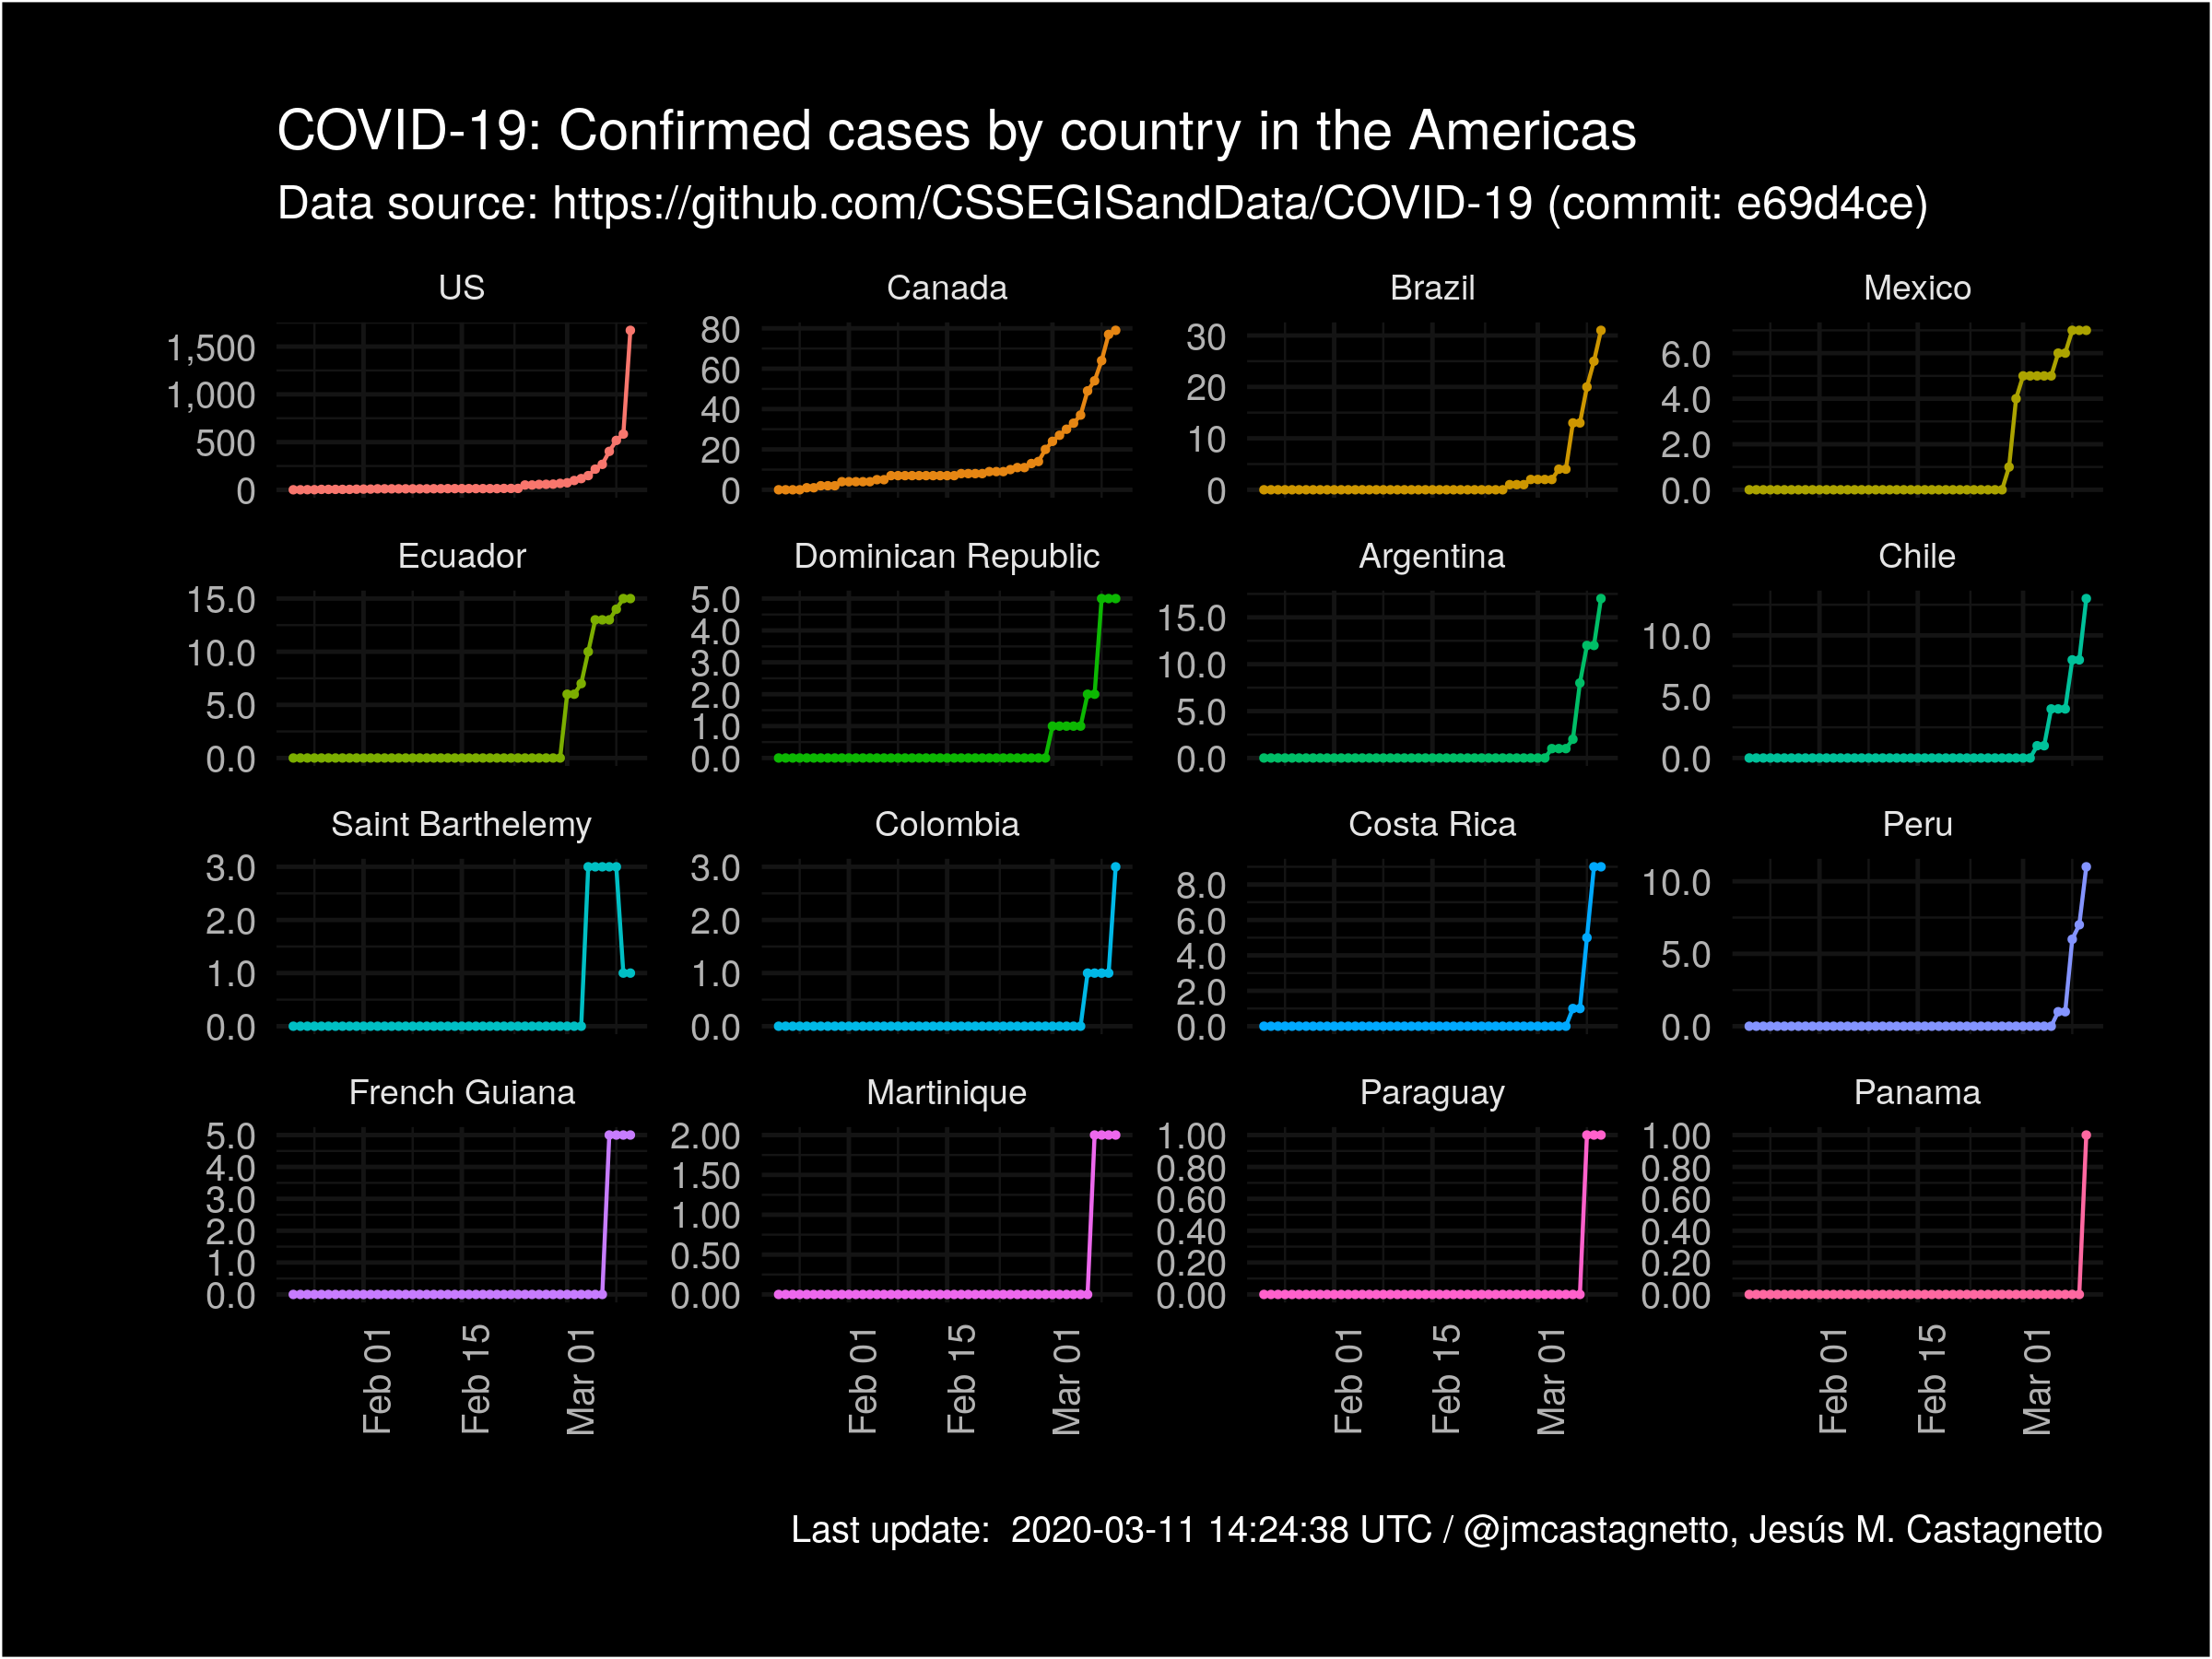 COVID-19: Confirmed cases by country in the Americas
Data source: https://github.com/CSSEGISandData/COVID-19 (commit: e69d4ce)
US
1,500
1,000
500
0
Canada
80
60
40
20
0
Brazil
30
20
10
0
Mexico
6.0
4.0
2.0
0.0
Ecuador
15.0
10.0
5.0
0.0
Dominican Republic
5.0
4.0
3.0
2.0
1.0
0.0
Argentina
15.0
10.0
5.0
0.0
Chile
10.0
5.0
0.0
Saint Barthelemy
3.0
2.0
1.0
0.0
Colombia
3.0
2.0
1.0
0.0
Costa Rica
8.0
6.0
4.0
2.0
0.0
Peru
10.0
5.0
0.0
French Guiana
5.0
4.0
3.0
2.0
1.0
0.0
Martinique
2.00
1.50
1.00
0.50
0.00
Paraguay
1.00
0.80
0.60
0.40
0.20
0.00
Panama
1.00
0.80
0.60
0.40
0.20
0.00
Feb 01
Feb 15
Mar 01
Feb 01
Feb 15
Mar 01
Feb 01
Feb 15
Mar 01
Feb 01
Feb 15
Mar 01
Last update:  2020-03-11 14:24:38 UTC / @jmcastagnetto, Jesús M. Castagnetto